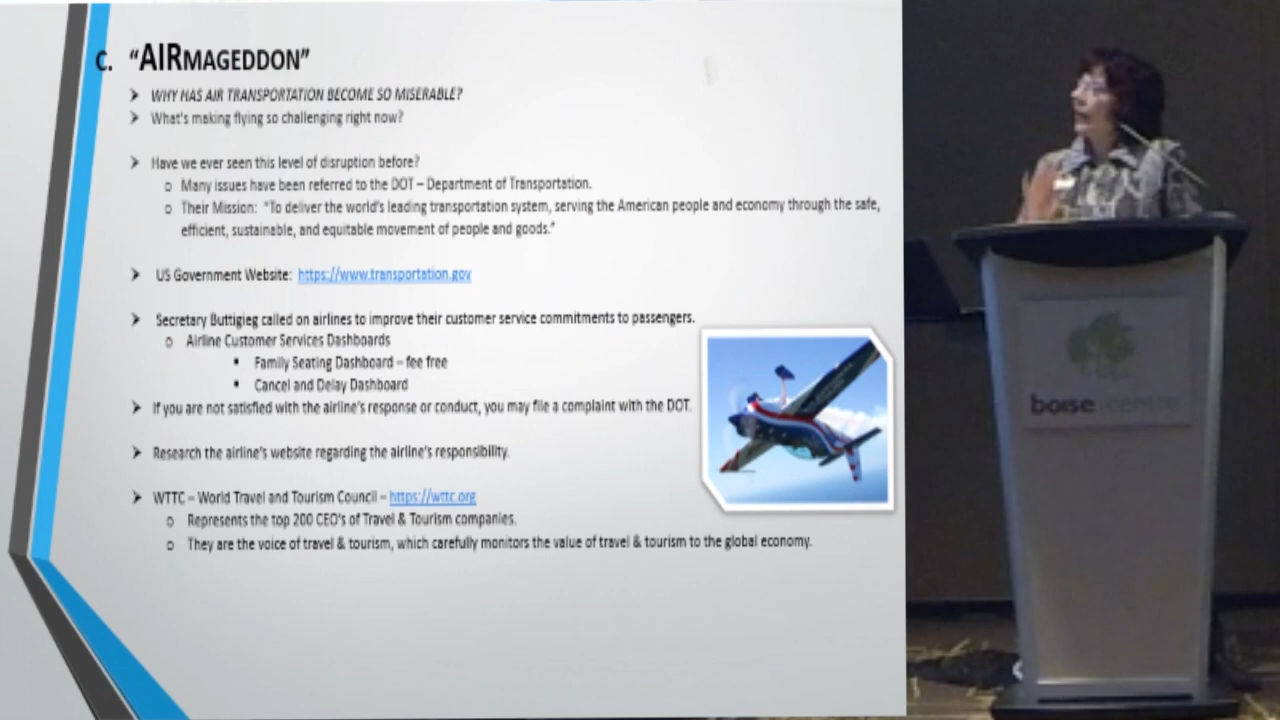 C. “AIRMAGEDDON”
➢ WHY HAS AIR TRANSPORTATION BECOME SO MISERABLE?
➢ What's making flying so challenging right now?
➢ Have we ever seen this level of disruption before?
o Many issues have been referred to the DOT – Department of Transportation.
o Their Mission: “To deliver the world's leading transportation system, serving the American people and economy through the safe,
efficient, sustainable, and equitable movement of people and goods.”
➢ US Government Website: https://www.transportation.gov
➢ Secretary Buttigieg called on airlines to improve their customer service commitments to passengers.
o Airline Customer Services Dashboards
▪ Family Seating Dashboard – fee free
▪ Cancel and Delay Dashboard
➢ If you are not satisfied with the airline's response or conduct, you may file a complaint with the DOT.
➢ Research the airline's website regarding the airline's responsibility.
➢ WTTC – World Travel and Tourism Council – https://wttc.org
o Represents the top 200 CEO's of Travel & Tourism companies.
o They are the voice of travel & tourism, which carefully monitors the value of travel & tourism to the global economy.
boise centre